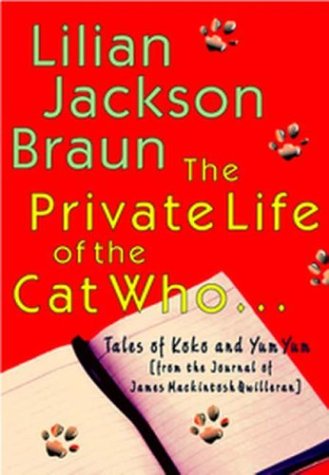 Lilian
Jackson
Braun The
Private Life
of the
Cat Who...
Tales of Koko and Yum Yum
[from the Journal of
James Mackintosh Qwilleran]